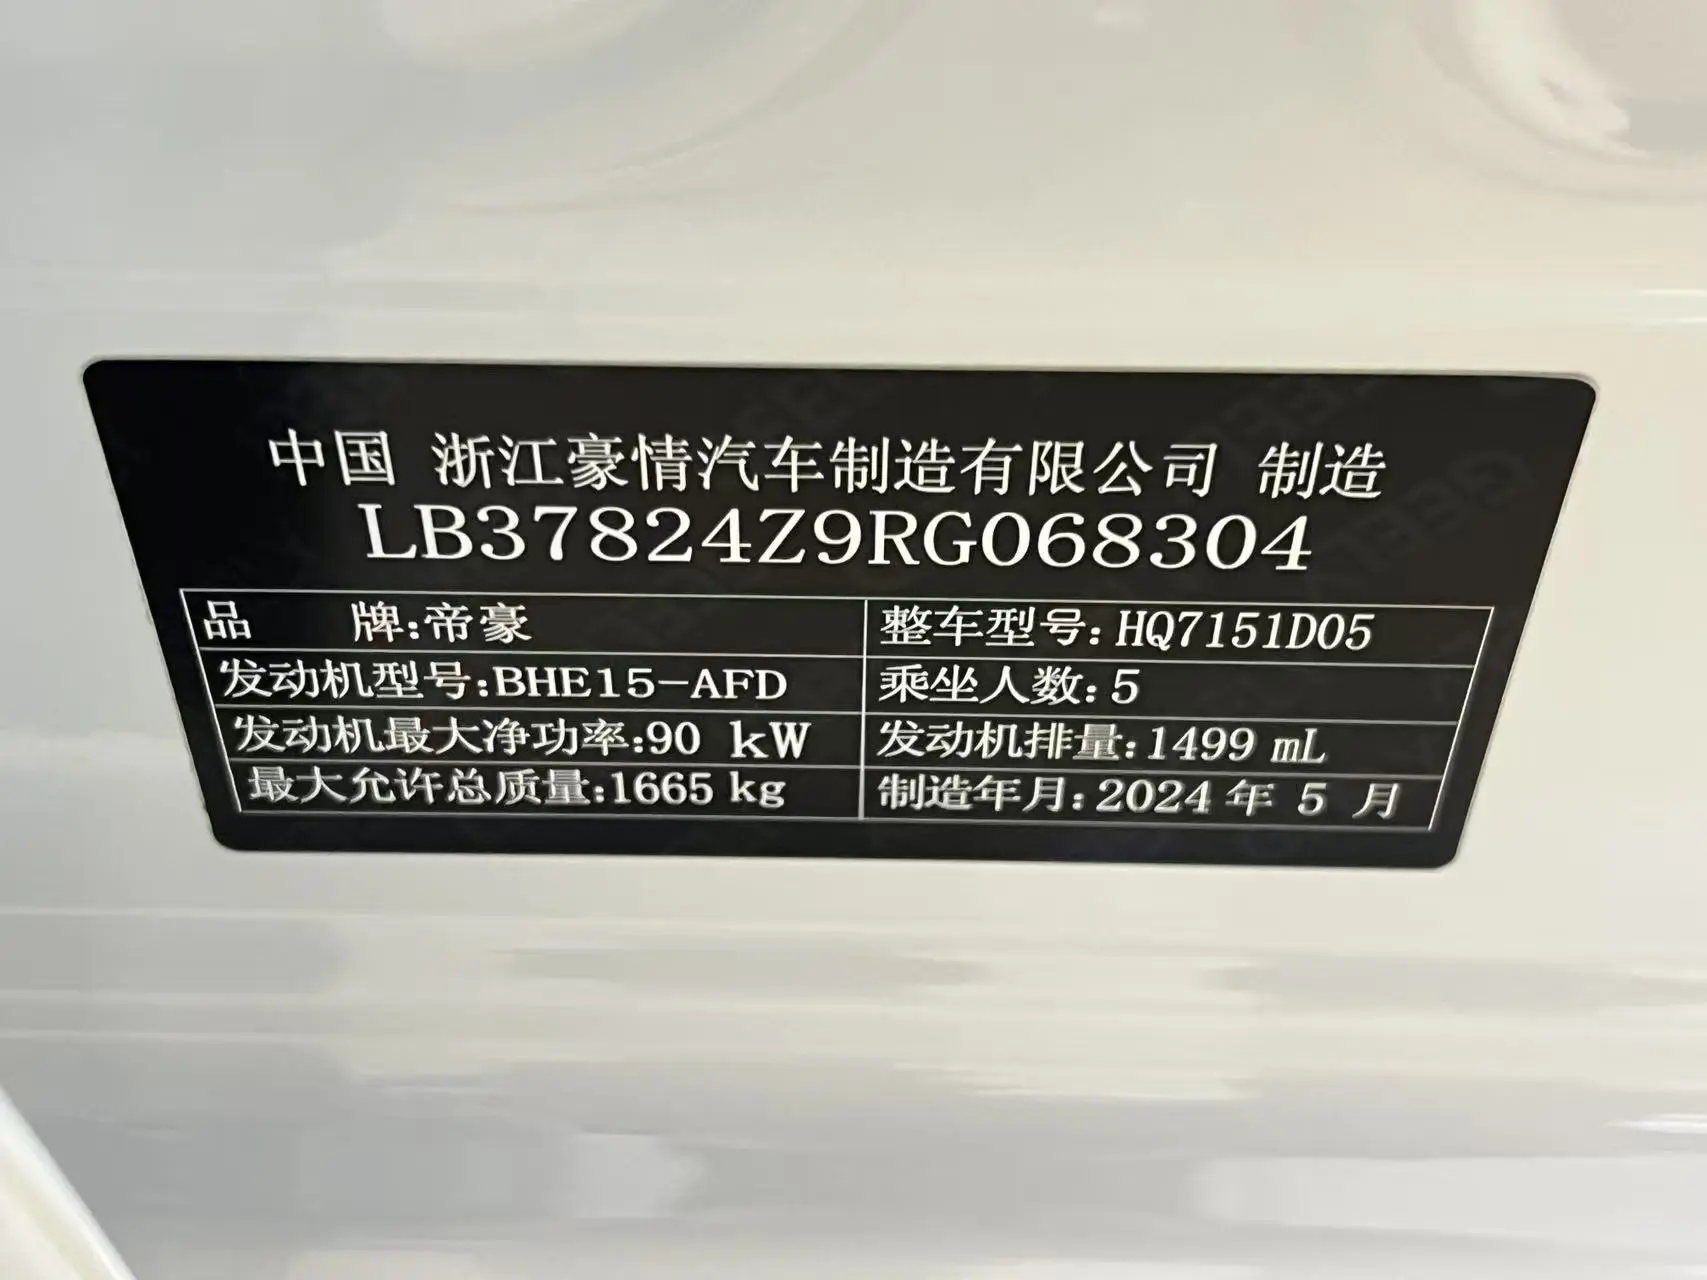 中国 浙江豪情汽车制造有限公司 制造
LB37824Z9RG068304
品 牌:帝豪 整车型号:HQ7151D05
发动机型号:BHE15-AFD 乘坐人数:5
发动机最大净功率:90 kW 发动机排量:1499 mL
最大允许总质量:1665 kg 制造年月:2024 年 5 月